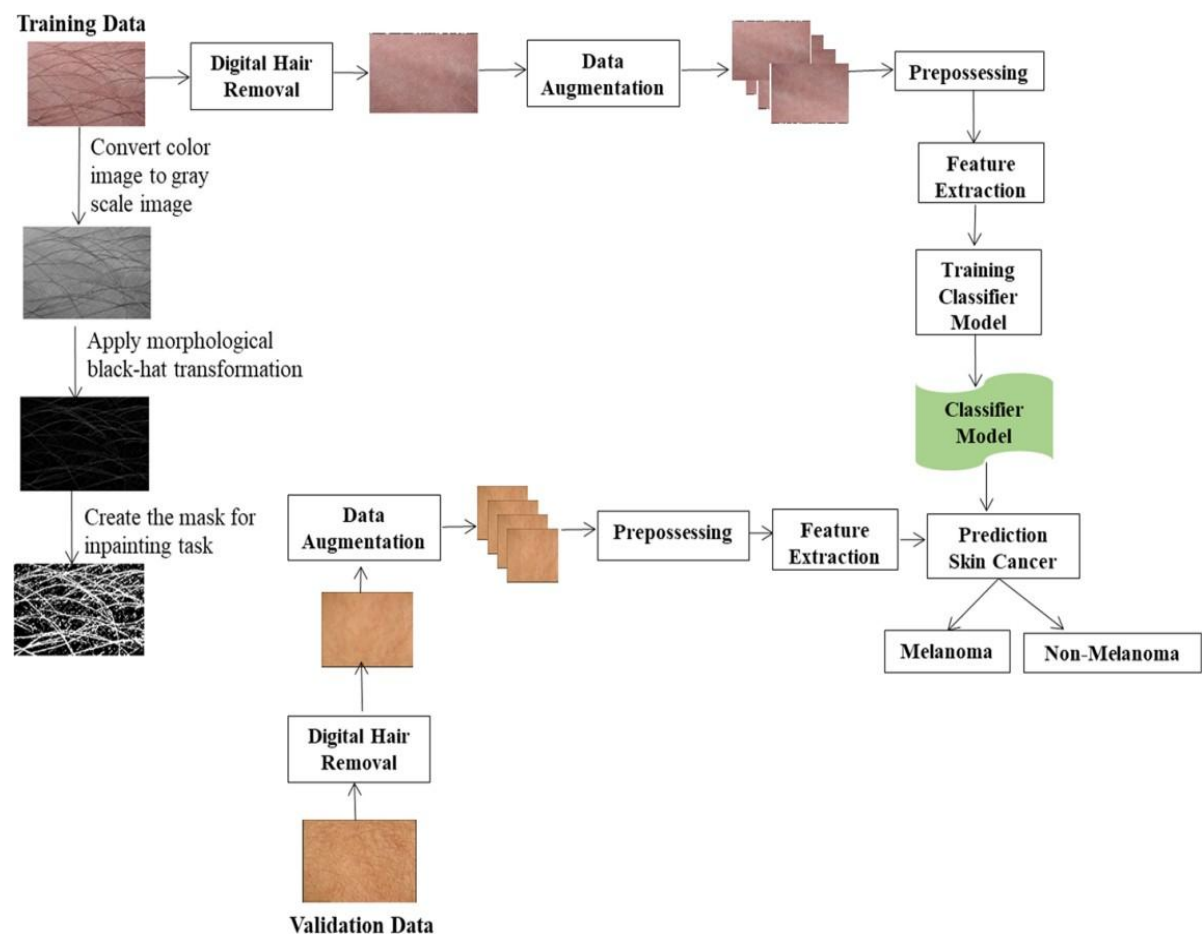 Training Data
Digital Hair
Removal
Data
Augmentation
Prepossessing
Convert color
image to gray
scale image
Feature
Extraction
Training
Classifier
Model
Apply morphological
black-hat transformation
Classifier
Model
Create the mask for
inpainting task
Data
Augmentation
Prepossessing
Feature
Extraction
Prediction
Skin Cancer
Melanoma
Non-Melanoma
Digital Hair
Removal
Validation Data